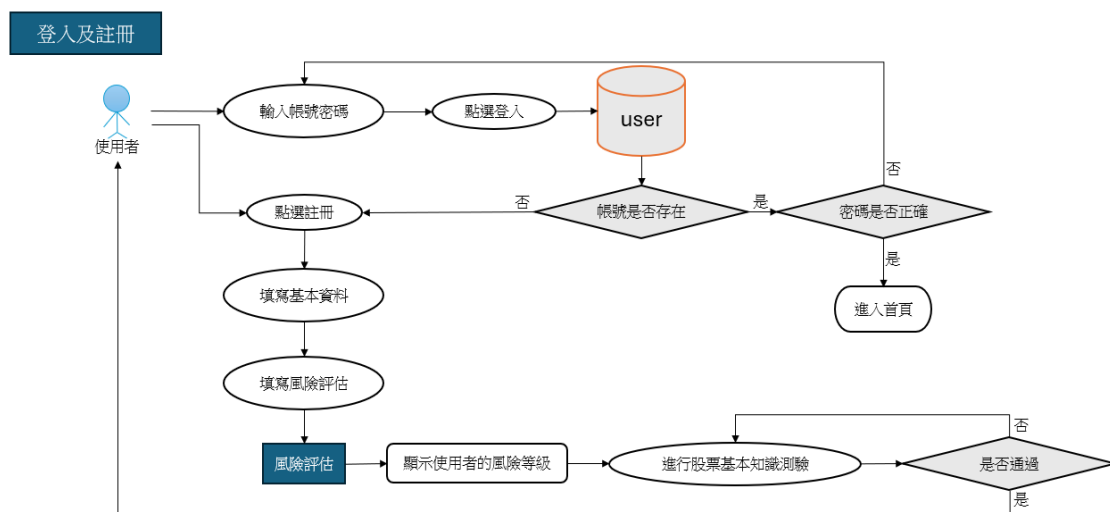 登入及註冊
輸入帳號密碼
點選登入
user
使用者
否
點選註冊
否
帳號是否存在
是
密碼是否正確
是
填寫基本資料
進入首頁
填寫風險評估
否
風險評估
顯示使用者的風險等級
進行股票基本知識測驗
是否通過
是